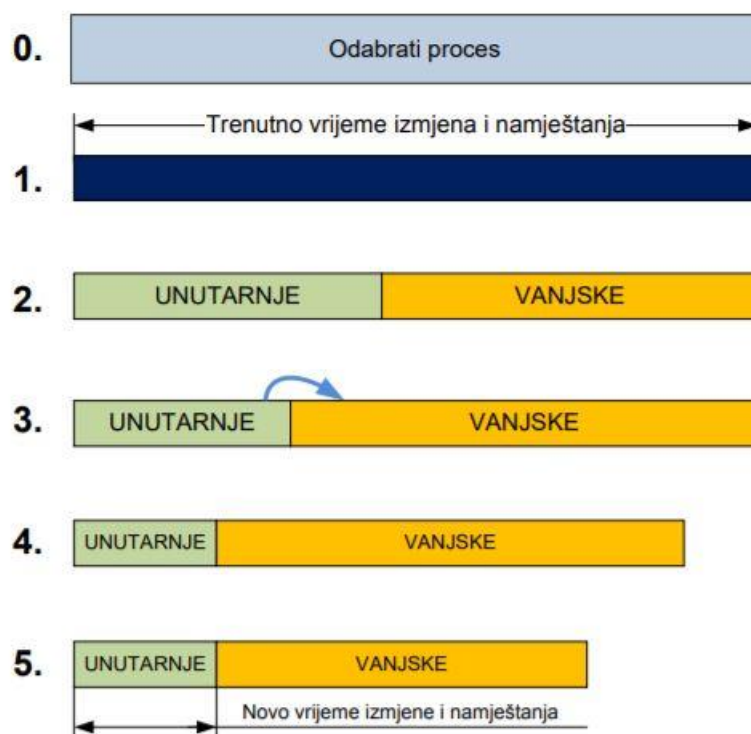 0.
Odabrati proces
Trenutno vrijeme izmjena i namještanja
1.
2.
UNUTARNJE VANJSKE
3.
UNUTARNJE VANJSKE
4.
UNUTARNJE VANJSKE
5.
UNUTARNJE VANJSKE
Novo vrijeme izmjene i namještanja